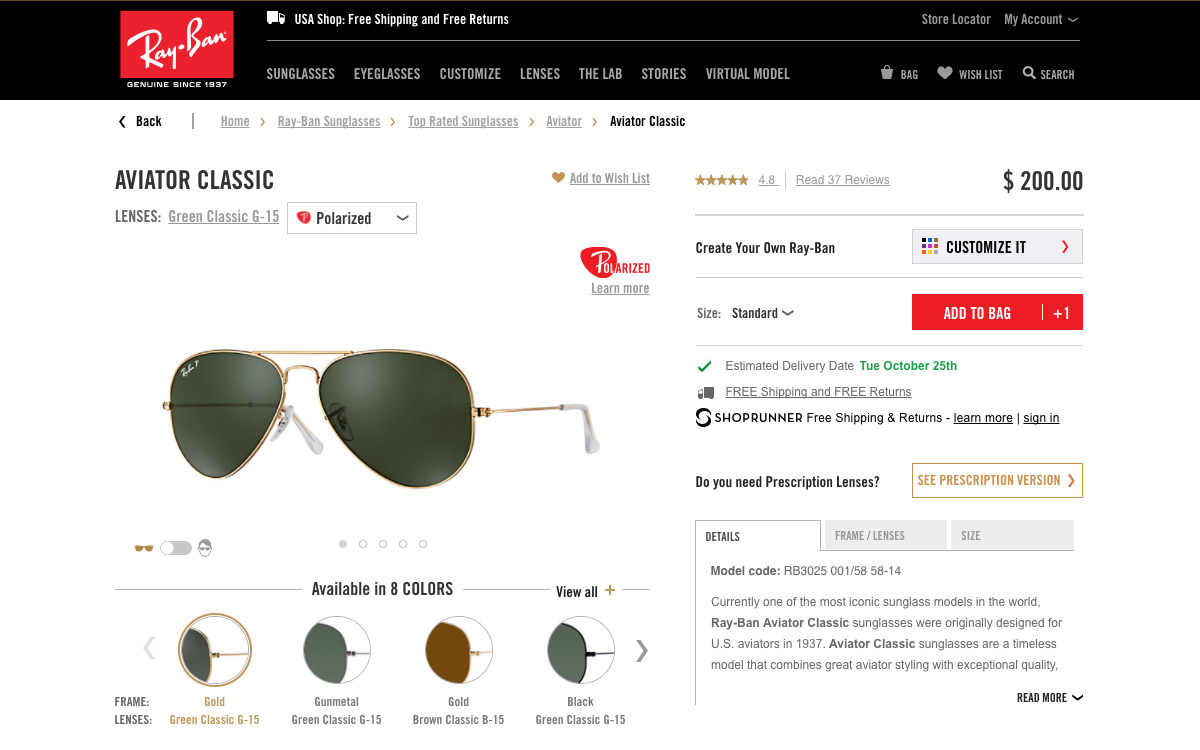 Ray-Ban
GENUINE SINCE 1937
USA Shop: Free Shipping and Free Returns
Store Locator
My Account
SUNGLASSES
EYEGLASSES
CUSTOMIZE
LENSES
THE LAB
STORIES
VIRTUAL MODEL
BAG
WISH LIST
SEARCH
Back
Home
Ray-Ban Sunglasses
Top Rated Sunglasses
Aviator
Aviator Classic
AVIATOR CLASSIC
Add to Wish List
LENSES: Green Classic G-15
P Polarized
POLARIZED
Learn more
Ray-Ban P
Available in 8 COLORS
View all +
FRAME: Gold Gunmetal Gold Black
LENSES: Green Classic G-15 Green Classic G-15 Brown Classic B-15 Green Classic G-15
4.8
Read 37 Reviews
$ 200.00
Create Your Own Ray-Ban
CUSTOMIZE IT
Size: Standard
ADD TO BAG | +1
Estimated Delivery Date Tue October 25th
FREE Shipping and FREE Returns
SHOPRUNNER Free Shipping & Returns - learn more | sign in
Do you need Prescription Lenses?
SEE PRESCRIPTION VERSION
DETAILS
FRAME / LENSES
SIZE
Model code: RB3025 001/58 58-14
Currently one of the most iconic sunglass models in the world,
Ray-Ban Aviator Classic sunglasses were originally designed for
U.S. aviators in 1937. Aviator Classic sunglasses are a timeless
model that combines great aviator styling with exceptional quality,
READ MORE